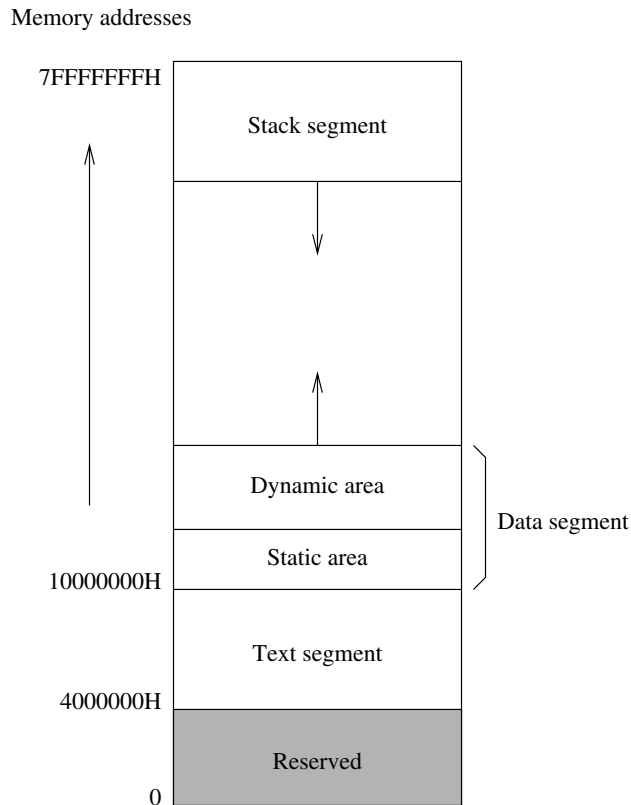 Memory addresses
7FFFFFFFH
Stack segment
Dynamic area
Data segment
Static area
10000000H
Text segment
4000000H
Reserved
0